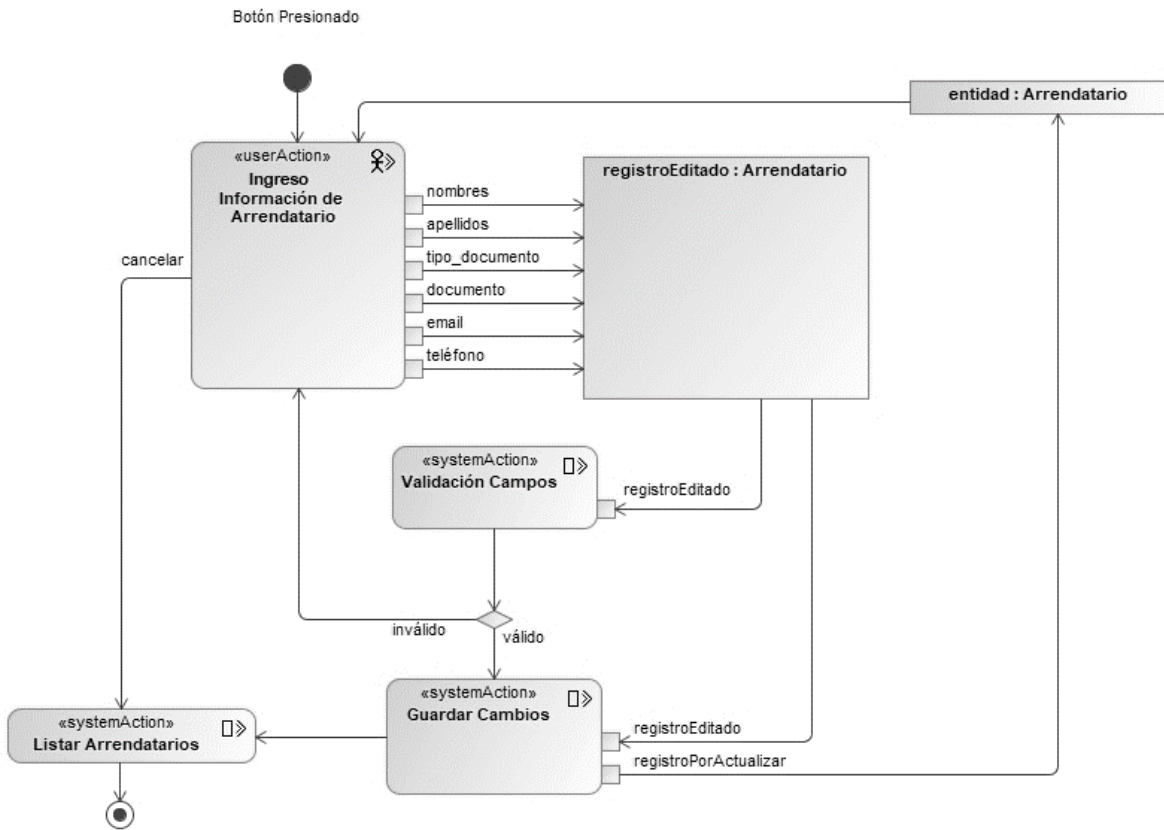 Botón Presionado
entidad : Arrendatario
«userAction»
Ingreso
Información de
Arrendatario
registroEditado : Arrendatario
nombres
apellidos
tipo_documento
documento
email
teléfono
cancelar
«systemAction»
Validación Campos
registroEditado
inválido
válido
«systemAction»
Guardar Cambios
registroEditado
registroPorActualizar
«systemAction»
Listar Arrendatarios